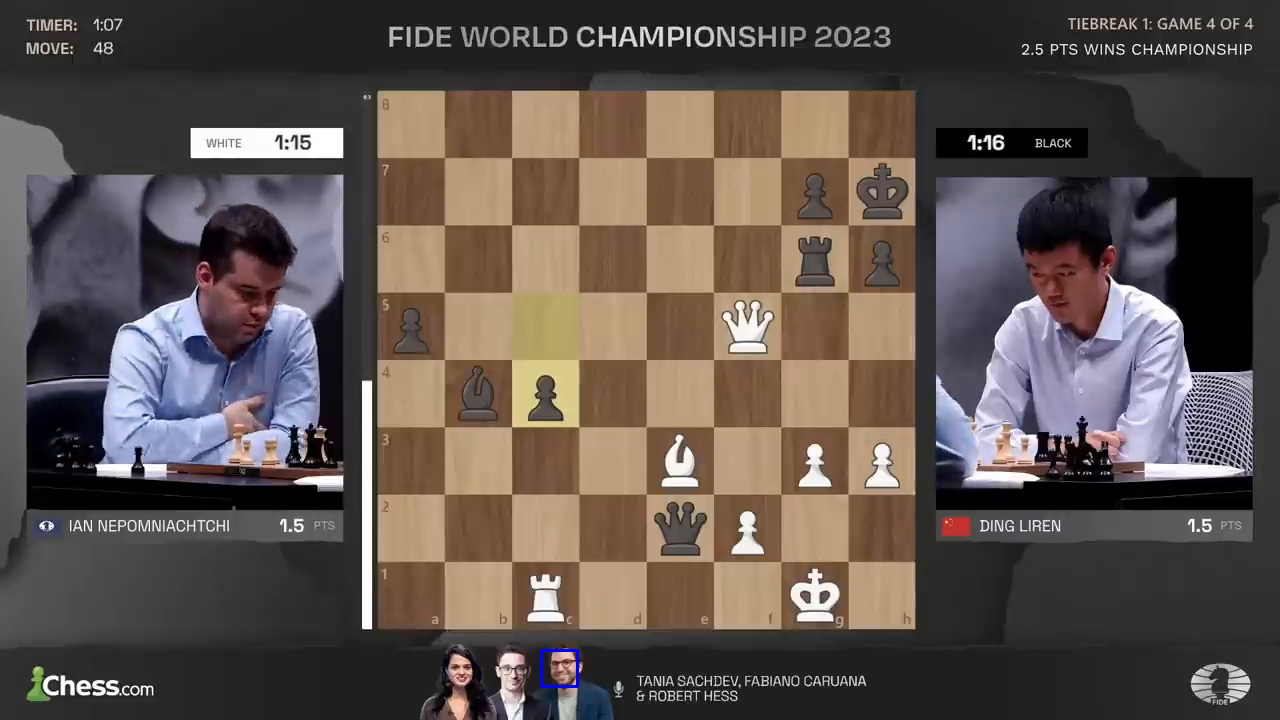 TIMER: 1:07
MOVE: 48
FIDE WORLD CHAMPIONSHIP 2023
TIEBREAK 1: GAME 4 OF 4
2.5 PTS WINS CHAMPIONSHIP
WHITE 1:15
1:16 BLACK
8
7
6
5
4
3
2
1
a b c d e f g h
IAN NEPOMNIACHTCHI 1.5 PTS
DING LIREN 1.5 PTS
Chess.com
TANIA SACHDEV, FABIANO CARUANA
& ROBERT HESS
FIDE